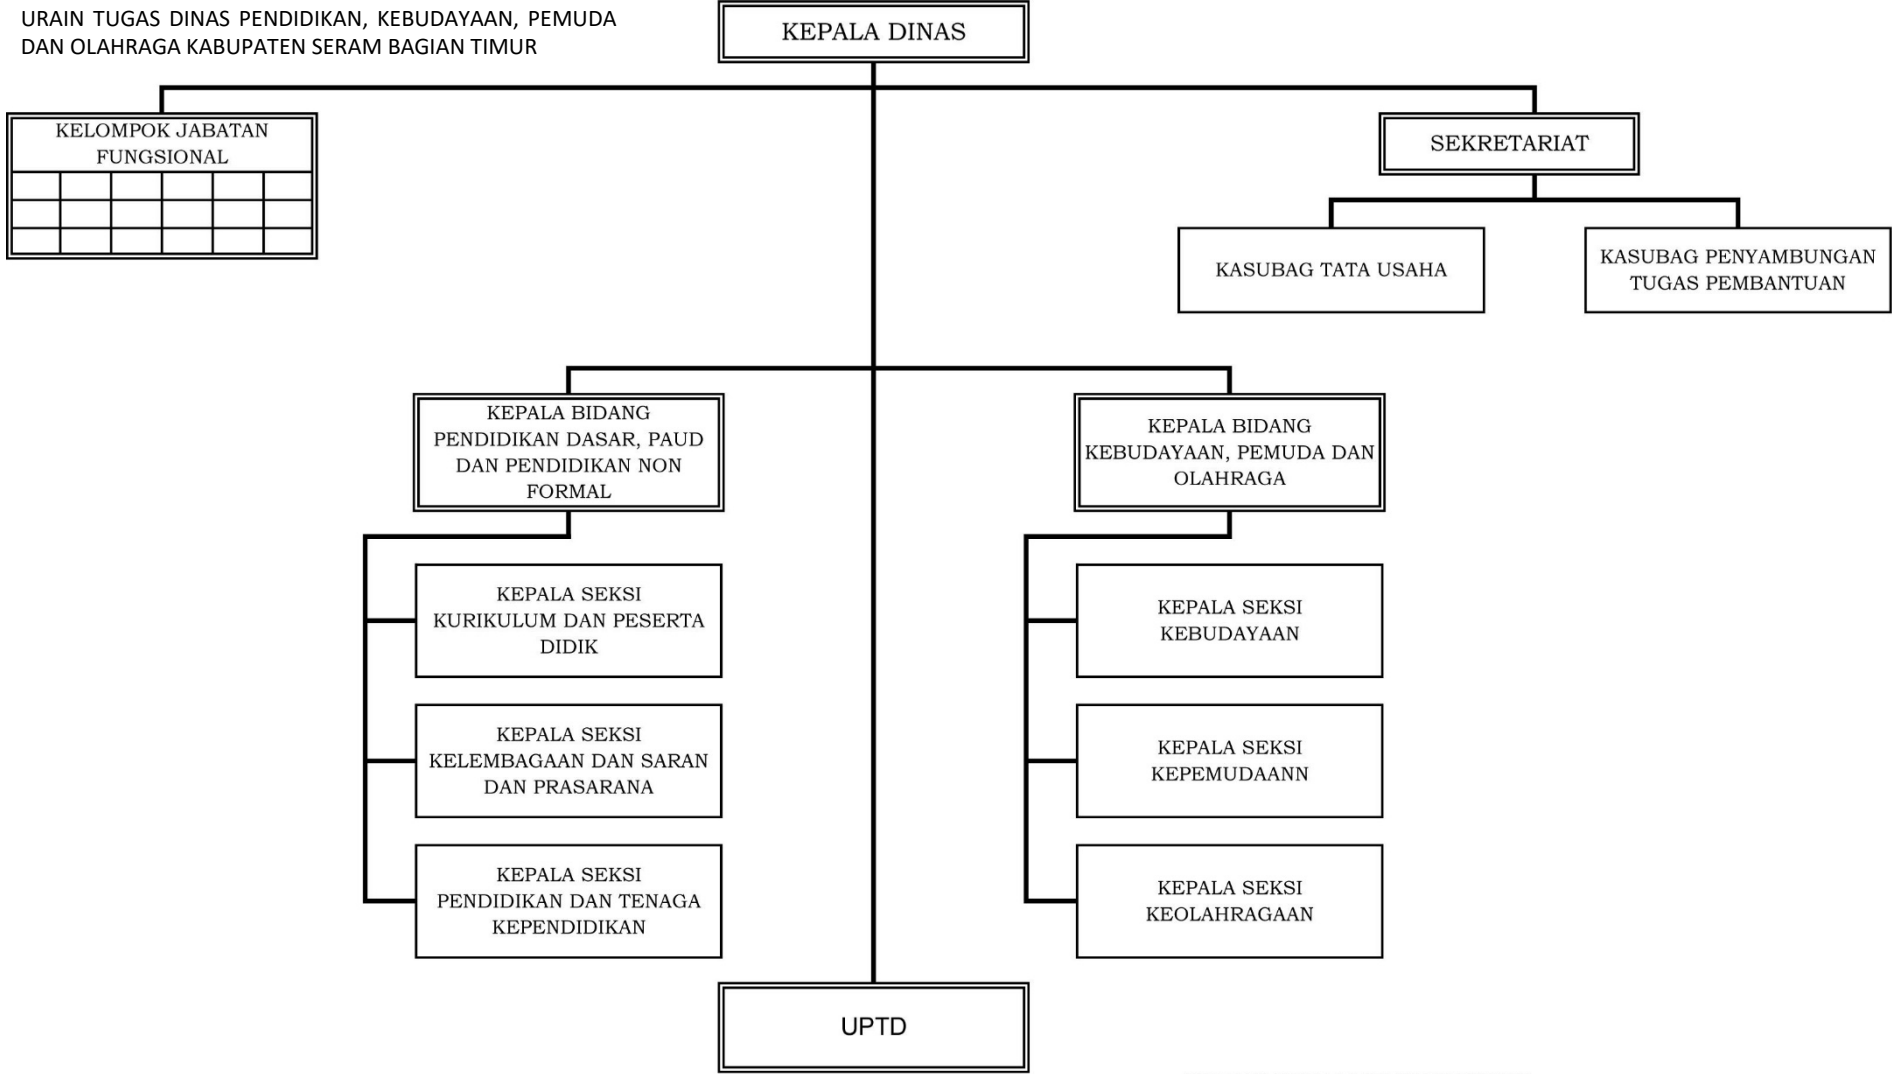 URAIN TUGAS DINAS PENDIDIKAN, KEBUDAYAAN, PEMUDA
DAN OLAHRAGA KABUPATEN SERAM BAGIAN TIMUR
KEPALA DINAS
KELOMPOK JABATAN
FUNGSIONAL
SEKRETARIAT
KASUBAG TATA USAHA
KASUBAG PENYAMBUNGAN
TUGAS PEMBANTUAN
KEPALA BIDANG
PENDIDIKAN DASAR, PAUD
DAN PENDIDIKAN NON
FORMAL
KEPALA BIDANG
KEBUDAYAAN, PEMUDA DAN
OLAHRAGA
KEPALA SEKSI
KURIKULUM DAN PESERTA
DIDIK
KEPALA SEKSI
KELEMBAGAAN DAN SARAN
DAN PRASARANA
KEPALA SEKSI
PENDIDIKAN DAN TENAGA
KEPENDIDIKAN
KEPALA SEKSI
KEBUDAYAAN
KEPALA SEKSI
KEPEMUDAANN
KEPALA SEKSI
KEOLAHRAGAAN
UPTD